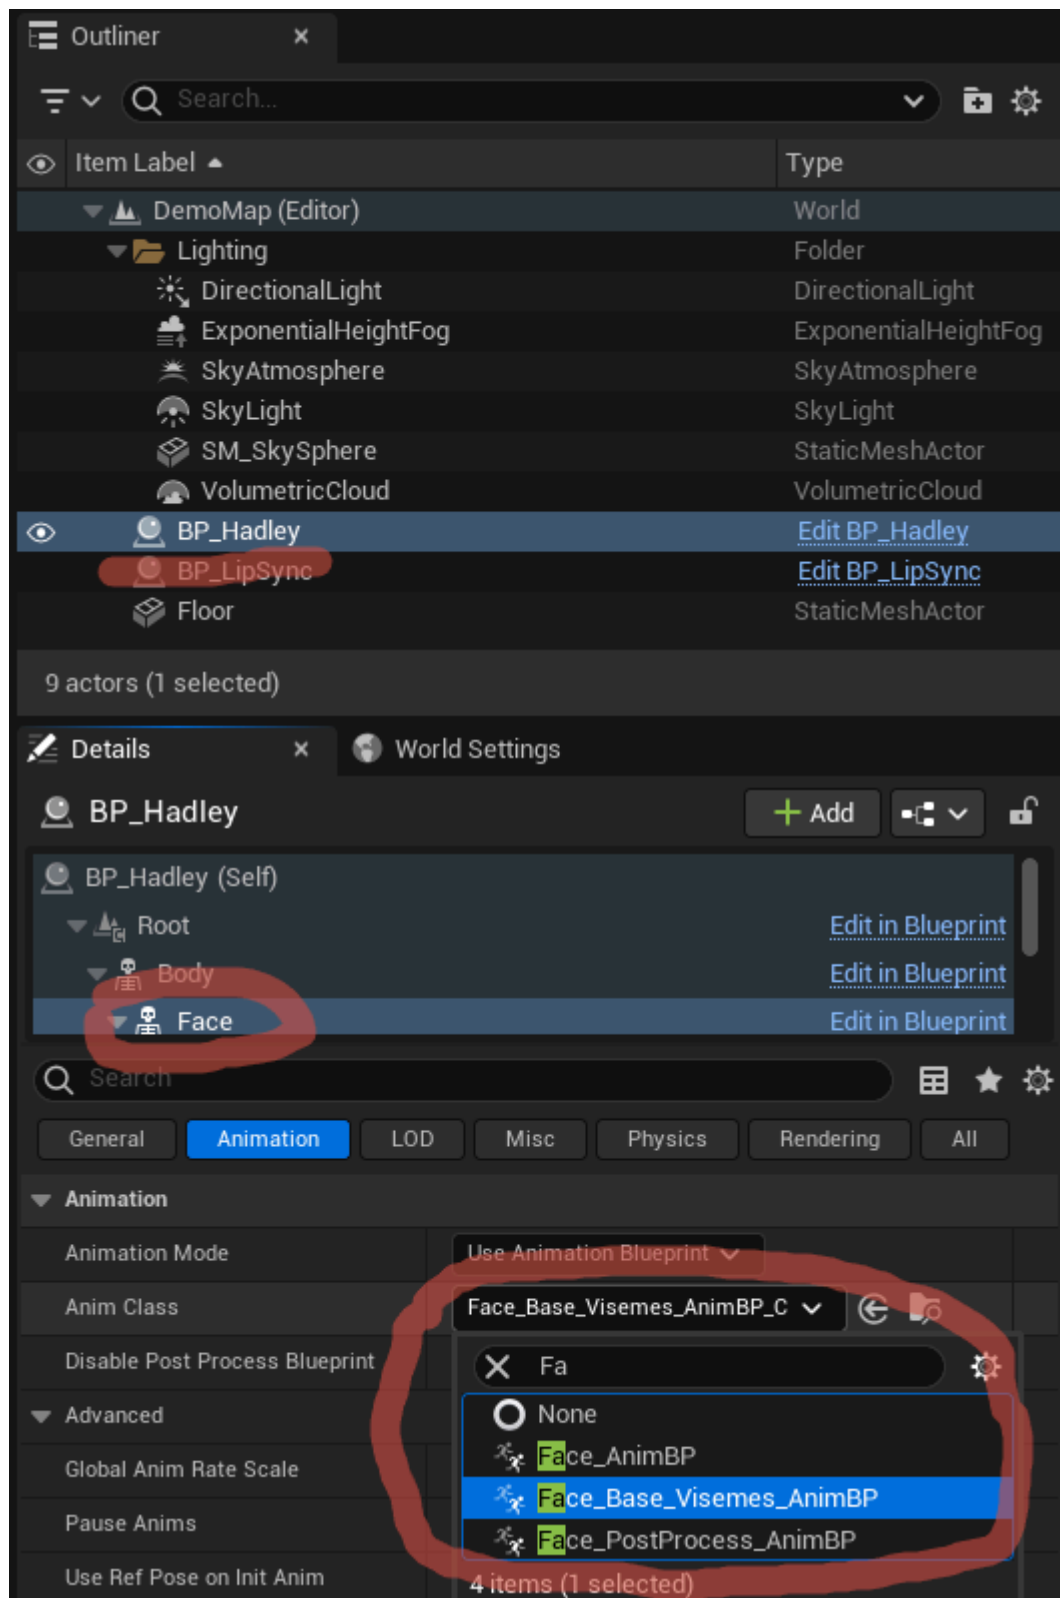 Outliner
Search...
Item Label Type
DemoMap (Editor) World
Lighting Folder
DirectionalLight DirectionalLight
ExponentialHeightFog ExponentialHeightFog
SkyAtmosphere SkyAtmosphere
SkyLight SkyLight
SM_SkySphere StaticMeshActor
VolumetricCloud VolumetricCloud
BP_Hadley Edit BP_Hadley
BP_LipSync Edit BP_LipSync
Floor StaticMeshActor
9 actors (1 selected)
Details World Settings
BP_Hadley Add
BP_Hadley (Self)
Root Edit in Blueprint
Body Edit in Blueprint
Face Edit in Blueprint
Search
General Animation LOD Misc Physics Rendering All
Animation
Animation Mode Use Animation Blueprint
Anim Class Face_Base_Visemes_AnimBP_C
Disable Post Process Blueprint Fa
Advanced None
Face_AnimBP
Global Anim Rate Scale Face_Base_Visemes_AnimBP
Pause Anims Face_PostProcess_AnimBP
Use Ref Pose on Init Anim 4 items (1 selected)